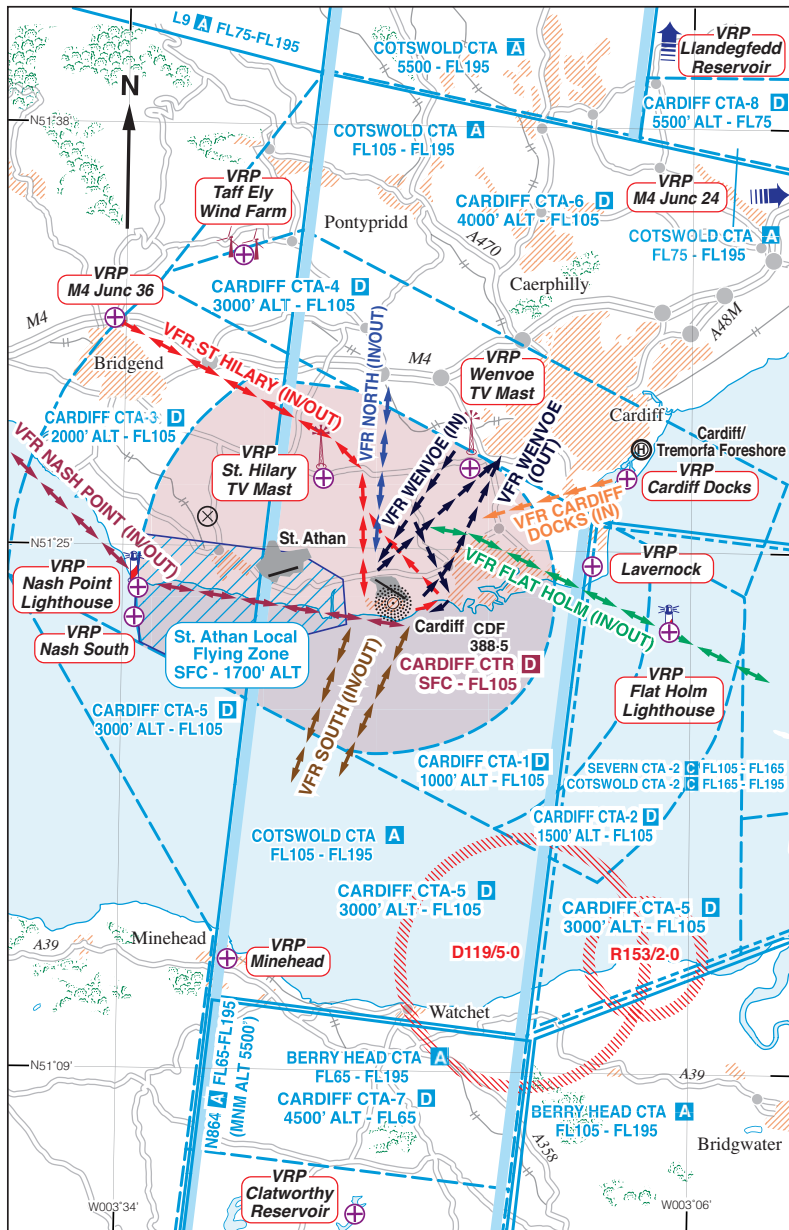 L9 A FL75-FL195
COTSWOLD CTA A
5500 - FL195
VRP
Llandegfedd
Reservoir
N
CARDIFF CTA-8 D
5500' ALT - FL75
N51°38'
COTSWOLD CTA A
FL105 - FL195
VRP
Taff Ely
Wind Farm
Pontypridd
CARDIFF CTA-6 D
4000' ALT - FL105
VRP
M4 Junc 24
A470
COTSWOLD CTA A
FL75 - FL195
VRP
M4 Junc 36
CARDIFF CTA-4 D
3000' ALT - FL105
Caerphilly
A48M
M4
Bridgend
VFR ST HILARY (IN/OUT)
VFR NORTH (IN/OUT)
M4
VRP
Wenvoe
TV Mast
Cardiff
CARDIFF CTA-3 D
2000' ALT - FL105
VFR NASH POINT (IN/OUT)
VRP
St. Hilary
TV Mast
VFR WENVOE (IN)
VFR WENVOE
(OUT)
H
Cardiff/
Tremorfa Foreshore
VRP
Cardiff Docks
VFR CARDIFF
DOCKS (IN)
N51°25'
St. Athan
VFR FLAT HOLM (IN/OUT)
VRP
Lavernock
VRP
Nash Point
Lighthouse
VRP
Nash South
St. Athan Local
Flying Zone
SFC - 1700' ALT
Cardiff
CDF
388·5
CARDIFF CTR D
SFC - FL105
VRP
Flat Holm
Lighthouse
VFR SOUTH (IN/OUT)
CARDIFF CTA-5 D
3000' ALT - FL105
CARDIFF CTA-1 D
1000' ALT - FL105
SEVERN CTA -2 C FL105 - FL165
COTSWOLD CTA -2 C FL165 - FL195
CARDIFF CTA-2 D
1500' ALT - FL105
COTSWOLD CTA A
FL105 - FL195
CARDIFF CTA-5 D
3000' ALT - FL105
CARDIFF CTA-5 D
3000' ALT - FL105
A39
Minehead
VRP
Minehead
D119/5·0
R153/2·0
Watchet
N51°09'
N864 A FL65-FL195
(MNM ALT 5500')
BERRY HEAD CTA A
FL65 - FL195
CARDIFF CTA-7 D
4500' ALT - FL65
A39
BERRY HEAD CTA A
FL105 - FL195
Bridgwater
A358
VRP
Clatworthy
Reservoir
W003°34'
W003°06'